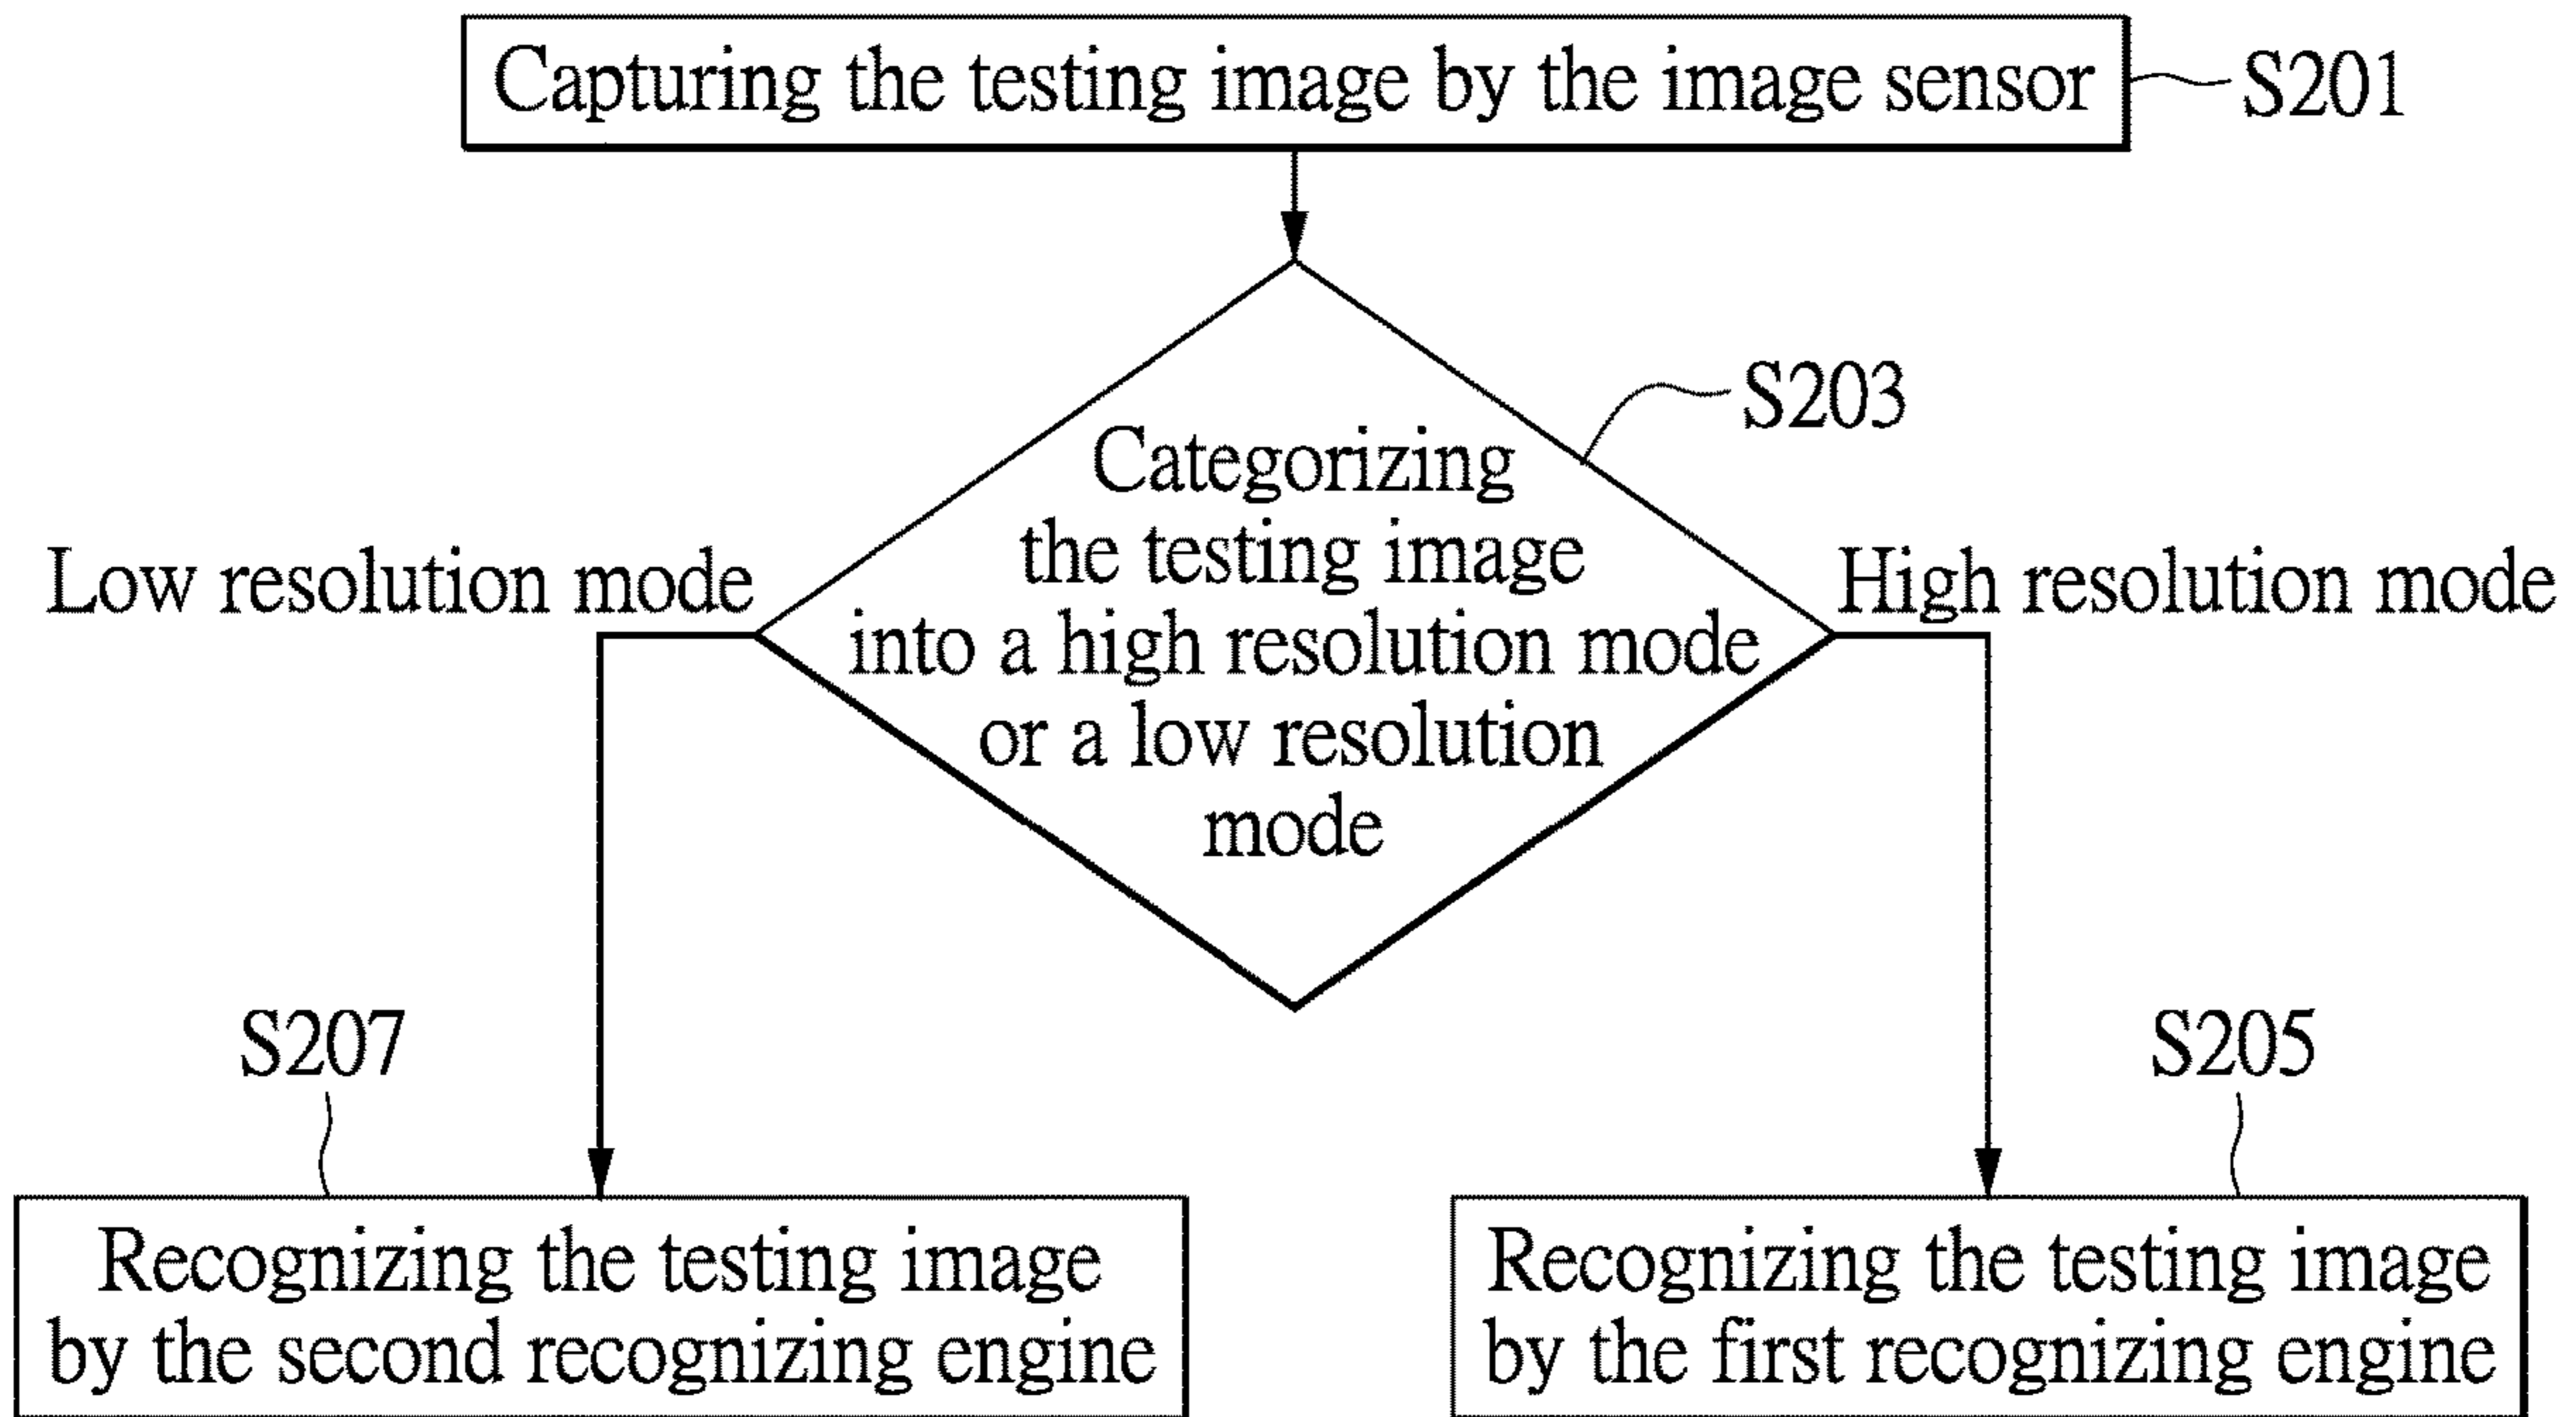 Capturing the testing image by the image sensor
S201
S203
Categorizing
the testing image
into a high resolution mode
or a low resolution
mode
Low resolution mode
High resolution mode
S207
S205
Recognizing the testing image
by the second recognizing engine
Recognizing the testing image
by the first recognizing engine